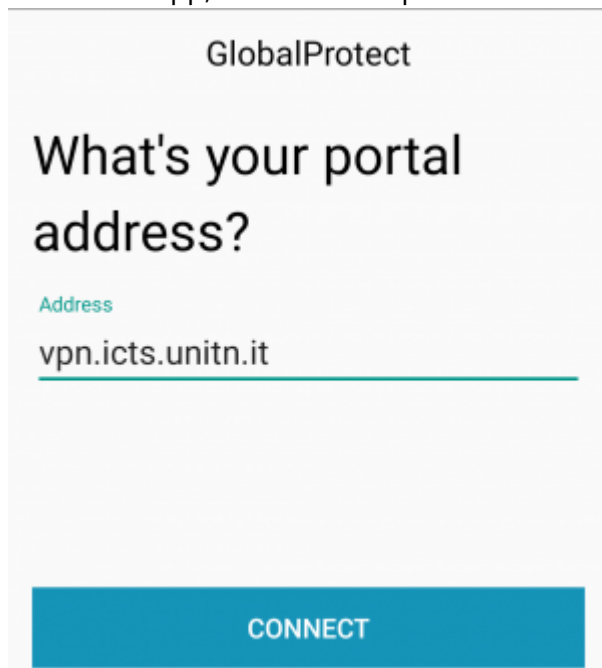 GlobalProtect
What's your portal
address?
Address
vpn.icts.unitn.it
CONNECT